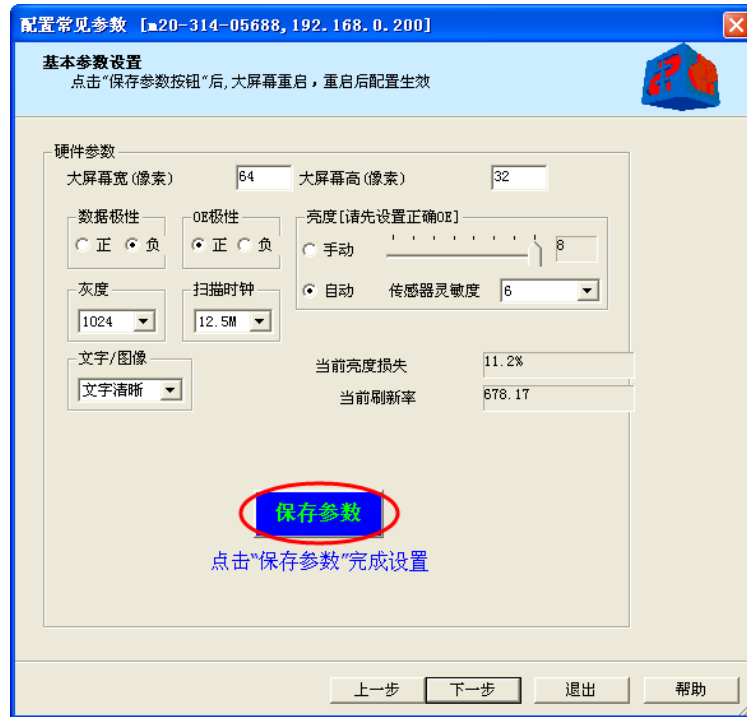 配置常见参数 [m20-314-05688,192.168.0.200]
基本参数设置
点击“保存参数按钮”后,大屏幕重启，重启后配置生效
硬件参数
大屏幕宽(像素) 64 大屏幕高(像素) 32
数据极性 OE极性 亮度[请先设置正确OE]
正 负 正 负 手动 8
灰度 扫描时钟 自动 传感器灵敏度 6
1024 12.5M
文字/图像 当前亮度损失 11.2%
文字清晰 当前刷新率 678.17
保存参数
点击“保存参数”完成设置
上一步 下一步 退出 帮助